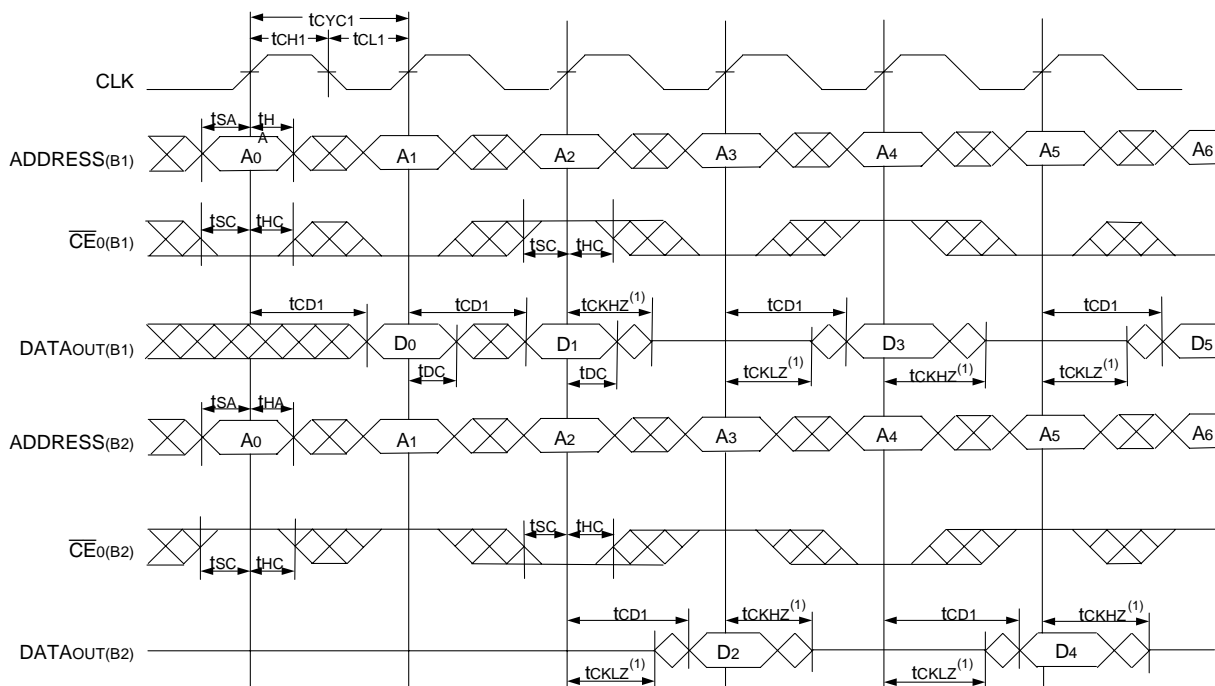 tCYC1
tCH1 tCL1
CLK
tSA tH
A
ADDRESS(B1) A0 A1 A2 A3 A4 A5 A6
tSC tHC
CE0(B1)
tSC tHC
tCD1 tCD1 tCKHZ(1) tCD1 tCD1
DATAOUT(B1) D0 D1 D3 D5
tDC tDC tCKLZ(1) tCKHZ(1) tCKLZ(1)
tSA tHA
ADDRESS(B2) A0 A1 A2 A3 A4 A5 A6
tSC tHC
CE0(B2)
tSC tHC
tCD1 tCKHZ(1) tCD1 tCKHZ(1)
DATAOUT(B2) D2 D4
tCKLZ(1) tCKLZ(1)